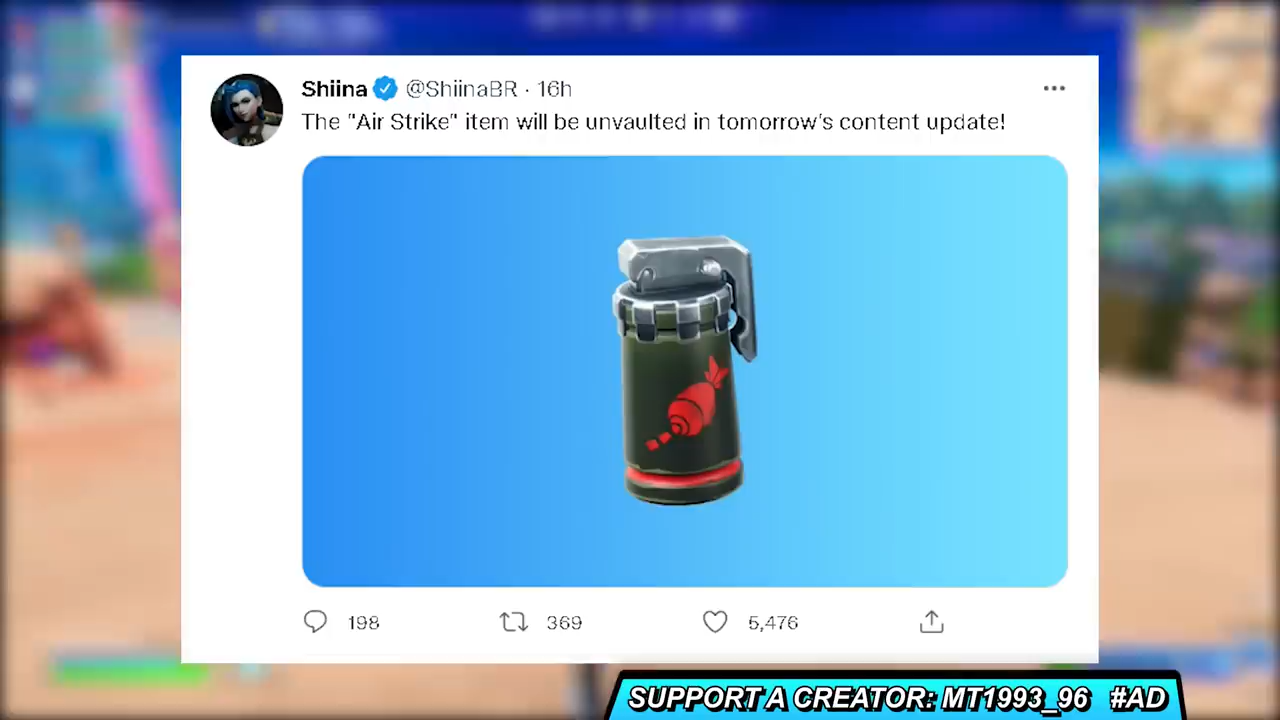 Shiina @ShiinaBR · 16h
The "Air Strike" item will be unvaulted in tomorrow's content update!
198 369 5,476
SUPPORT A CREATOR: MT1993_96 #AD